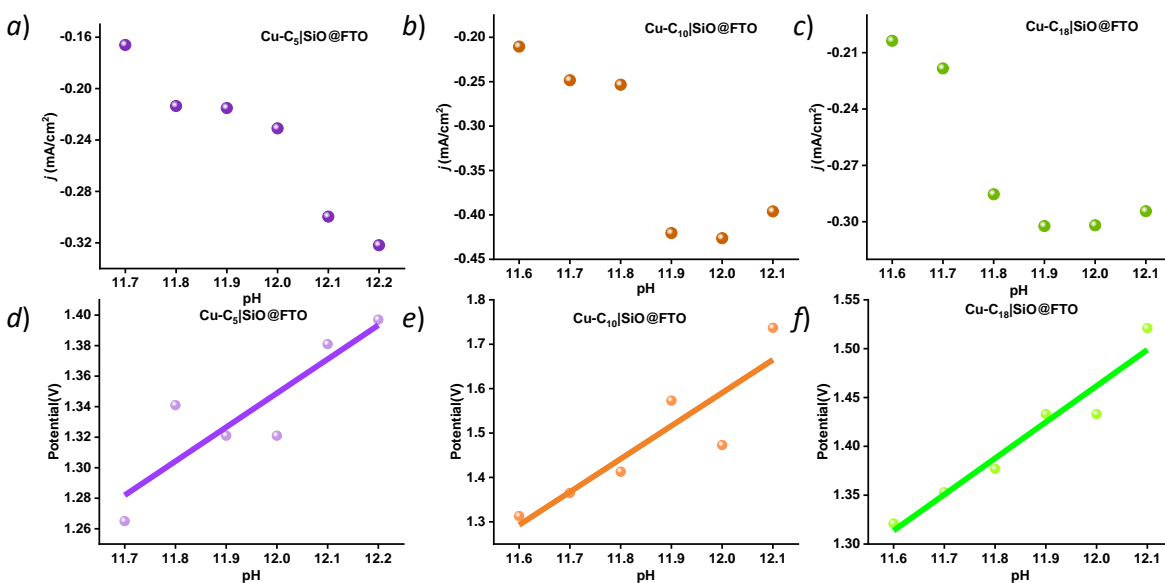 a)
Cu-C5|SiO@FTO
j (mA/cm2)
-0.16
-0.20
-0.24
-0.28
-0.32
11.7 11.8 11.9 12.0 12.1 12.2
pH
b)
Cu-C10|SiO@FTO
j (mA/cm2)
-0.20
-0.25
-0.30
-0.35
-0.40
-0.45
11.6 11.7 11.8 11.9 12.0 12.1
pH
c)
Cu-C18|SiO@FTO
j (mA/cm2)
-0.21
-0.24
-0.27
-0.30
11.6 11.7 11.8 11.9 12.0 12.1
pH
d)
Cu-C5|SiO@FTO
Potential(V)
1.40
1.38
1.36
1.34
1.32
1.30
1.28
1.26
11.7 11.8 11.9 12.0 12.1 12.2
pH
e)
Cu-C10|SiO@FTO
Potential(V)
1.8
1.7
1.6
1.5
1.4
1.3
11.6 11.7 11.8 11.9 12.0 12.1
pH
f)
Cu-C18|SiO@FTO
Potential(V)
1.55
1.50
1.45
1.40
1.35
1.30
11.6 11.7 11.8 11.9 12.0 12.1
pH